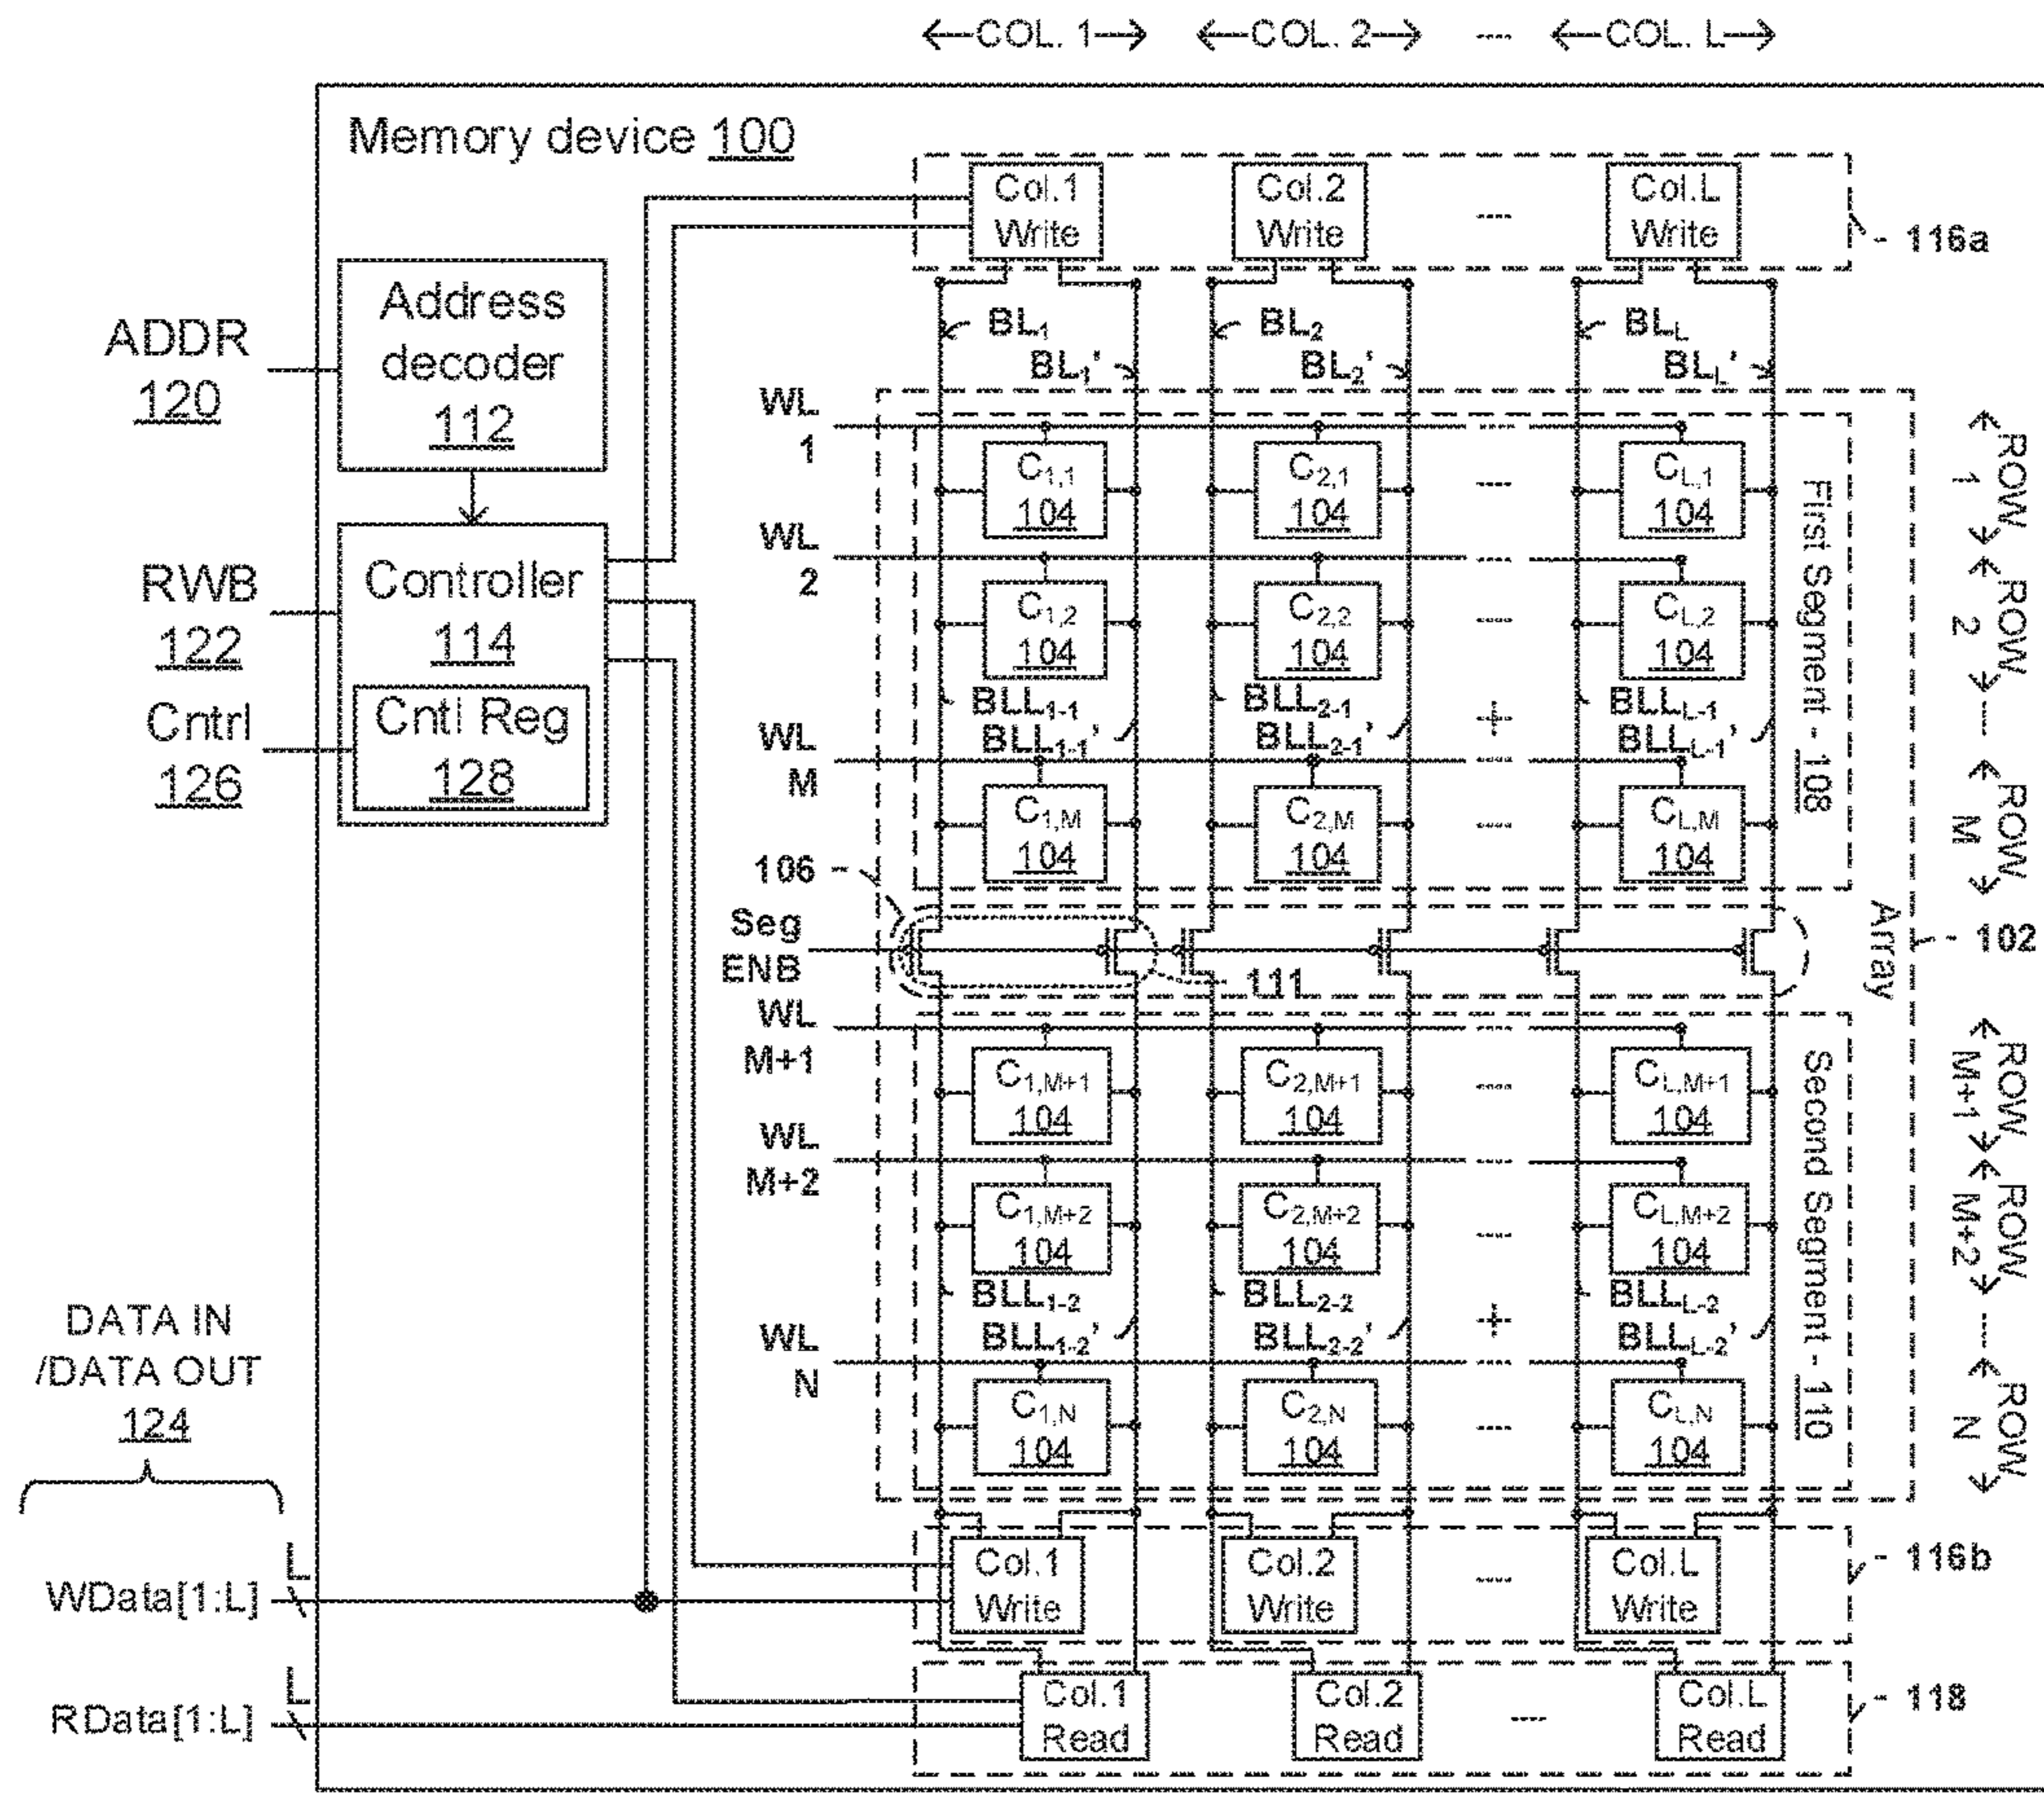 COL. 1 COL. 2 ---- COL. L
Memory device 100
Col.1 Write
Col.2 Write
----
Col.L Write
116a
Address decoder 112
ADDR 120
BL1 BL2 BLL
BL1' BL2' BLL'
WL 1
C1,1 104
C2,1 104
----
CL,1 104
ROW 1
WL 2
C1,2 104
C2,2 104
----
CL,2 104
ROW 2
RWB 122
Controller 114
Cntrl 126
Cntl Reg 128
BLL1-1 BLL2-1 BLLL-1
BLL1-1' BLL2-1' BLLL-1'
First Segment - 108
WL M
C1,M 104
C2,M 104
----
CL,M 104
ROW M
106
Seg ENB
111
Array
102
WL M+1
C1,M+1 104
C2,M+1 104
----
CL,M+1 104
ROW M+1
WL M+2
C1,M+2 104
C2,M+2 104
----
CL,M+2 104
ROW M+2
BLL1-2 BLL2-2 BLLL-2
BLL1-2' BLL2-2' BLLL-2'
Second Segment - 110
WL N
C1,N 104
C2,N 104
----
CL,N 104
ROW N
DATA IN
/DATA OUT
124
L
WData[1:L]
Col.1 Write
Col.2 Write
----
Col.L Write
116b
L
RData[1:L]
Col.1 Read
Col.2 Read
----
Col.L Read
118